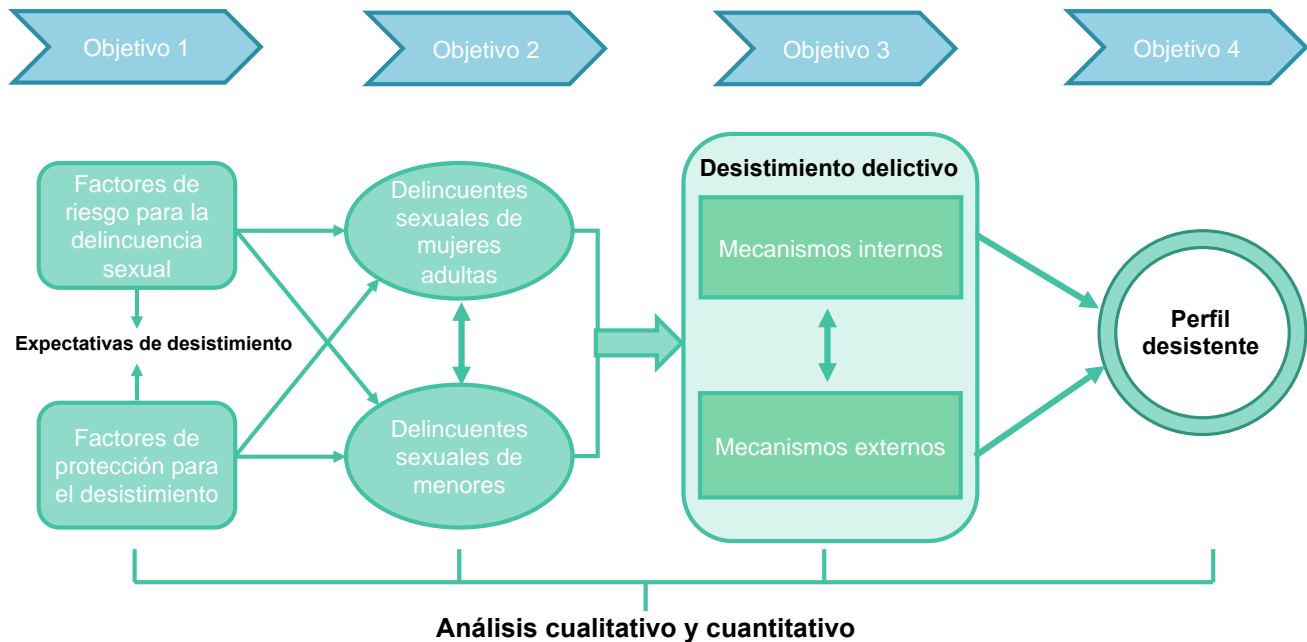 Objetivo 1
Objetivo 2
Objetivo 3
Objetivo 4
Factores de
riesgo para la
delincuencia
sexual
Expectativas de desistimiento
Factores de
protección para
el desistimiento
Delincuentes
sexuales de
mujeres
adultas
Delincuentes
sexuales de
menores
Desistimiento delictivo
Mecanismos internos
Mecanismos externos
Perfil
desistente
Análisis cualitativo y cuantitativo